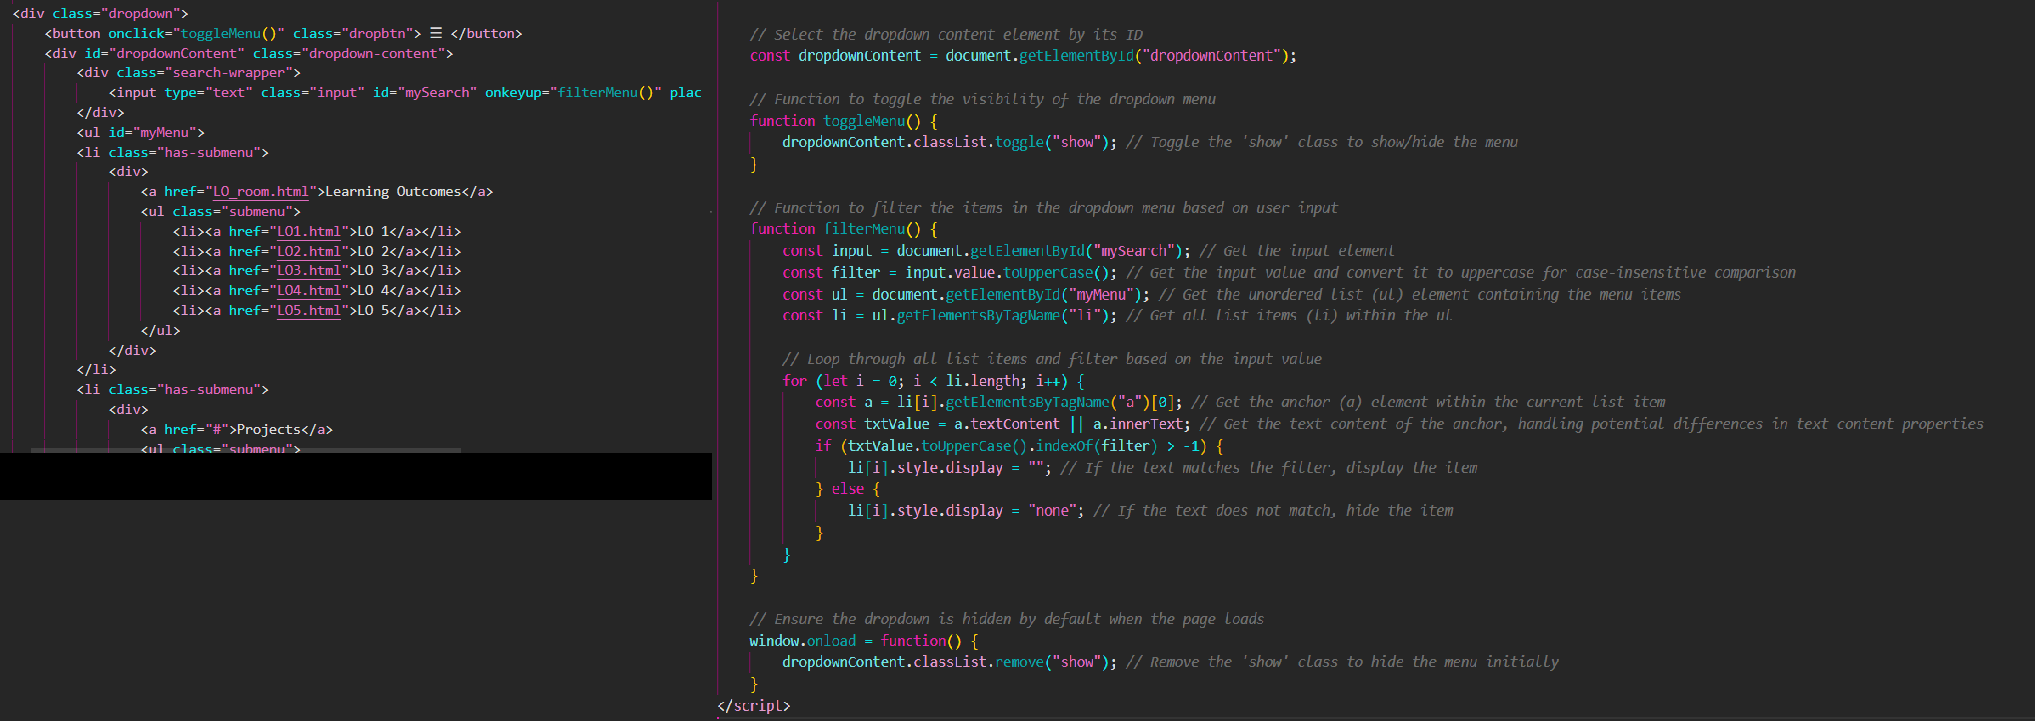 <div class="dropdown">
<button onclick="toggleMenu()" class="dropbtn"> ☰ </button>
<div id="dropdownContent" class="dropdown-content">
<div class="search-wrapper">
<input type="text" class="input" id="mySearch" onkeyup="filterMenu()" plac
</div>
<ul id="myMenu">
<li class="has-submenu">
<div>
<a href="LO_room.html">Learning Outcomes</a>
<ul class="submenu">
<li><a href="LO1.html">LO 1</a></li>
<li><a href="LO2.html">LO 2</a></li>
<li><a href="LO3.html">LO 3</a></li>
<li><a href="LO4.html">LO 4</a></li>
<li><a href="LO5.html">LO 5</a></li>
</ul>
</div>
</li>
<li class="has-submenu">
<div>
<a href="#">Projects</a>
<ul class="submenu">
// Select the dropdown content element by its ID
const dropdownContent = document.getElementById("dropdownContent");
// Function to toggle the visibility of the dropdown menu
function toggleMenu() {
dropdownContent.classList.toggle("show"); // Toggle the 'show' class to show/hide the menu
}
// Function to filter the items in the dropdown menu based on user input
function filterMenu() {
const input = document.getElementById("mySearch"); // Get the input element
const filter = input.value.toUpperCase(); // Get the input value and convert it to uppercase for case-insensitive comparison
const ul = document.getElementById("myMenu"); // Get the unordered list (ul) element containing the menu items
const li = ul.getElementsByTagName("li"); // Get all list items (li) within the ul
// Loop through all list items and filter based on the input value
for (let i = 0; i < li.length; i++) {
const a = li[i].getElementsByTagName("a")[0]; // Get the anchor (a) element within the current list item
const txtValue = a.textContent || a.innerText; // Get the text content of the anchor, handling potential differences in text content properties
if (txtValue.toUpperCase().indexOf(filter) > -1) {
li[i].style.display = ""; // If the text matches the filter, display the item
} else {
li[i].style.display = "none"; // If the text does not match, hide the item
}
}
}
// Ensure the dropdown is hidden by default when the page loads
window.onload = function() {
dropdownContent.classList.remove("show"); // Remove the 'show' class to hide the menu initially
}
</script>